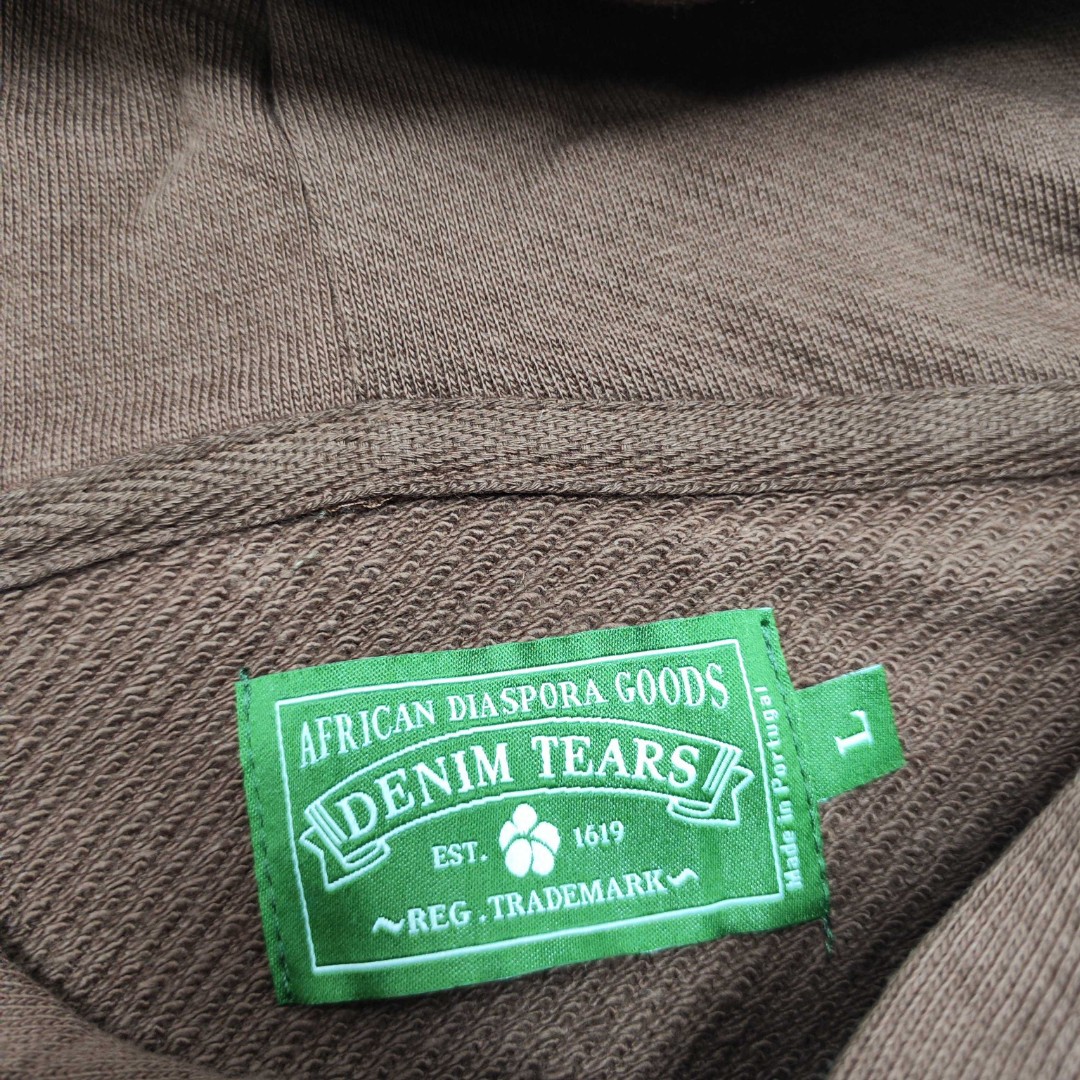 AFRICAN DIASPORA GOODS
DENIM TEARS
EST. 1619
~REG.TRADEMARK~
Made in Portugal
L